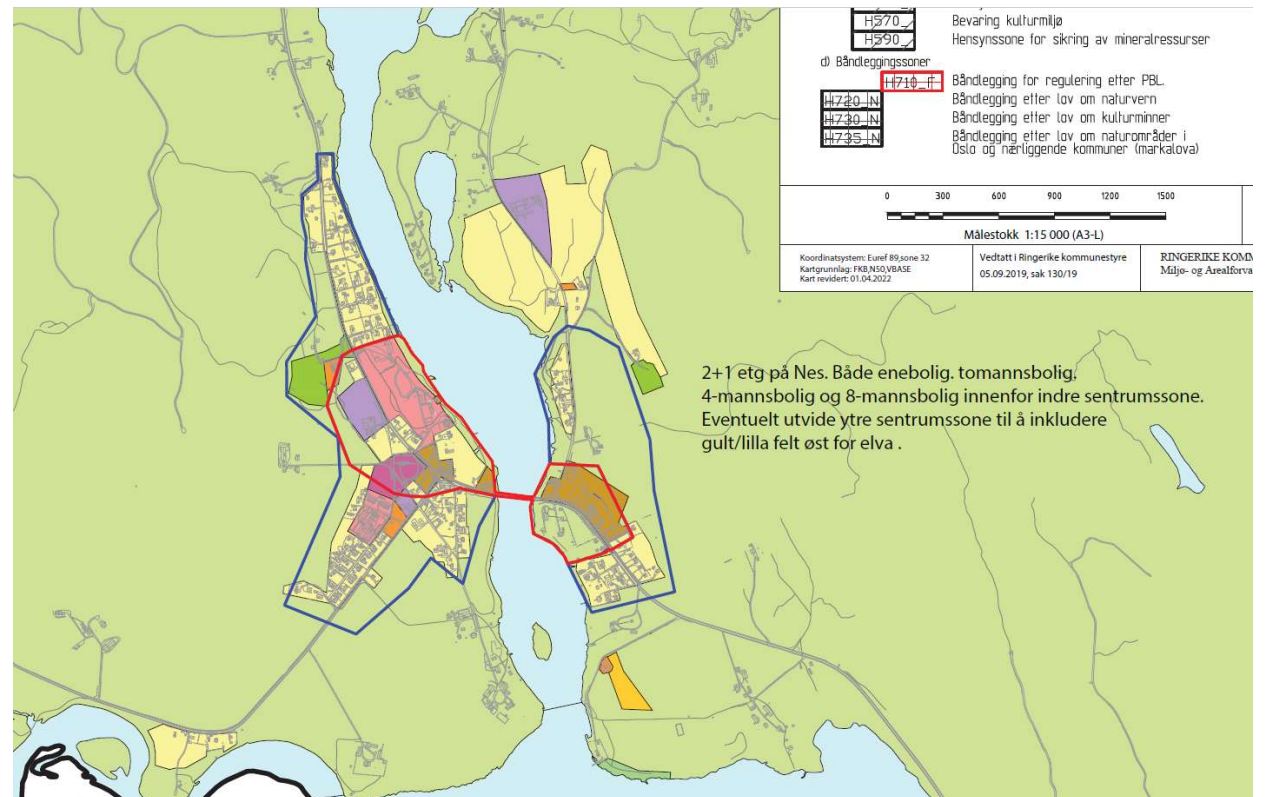 H570_
Bevaring kulturmiljø
H590_
Hensynssone for sikring av mineralressurser
d) Båndleggingssoner
Båndlegging for regulering etter PBL.
H720_N
Båndlegging etter lov om naturvern
H730_N
Båndlegging etter lov om kulturminner
H735_N
Båndlegging etter lov om naturområder i
Oslo og nærliggende kommuner (markalova)
0 300 600 900 1200 1500
Målestokk 1:15 000 (A3-L)
Koordinatsystem: Euref 89,sone 32
Kartgrunnlag: FKB,N50,VBASE
Kart revidert: 01.04.2022
Vedtatt i Ringerike kommunestyre
05.09.2019, sak 130/19
RINGERIKE KOMM
Miljø- og Arealforva
2+1 etg på Nes. Både enebolig. tomannsbolig.
4-mannsbolig og 8-mannsbolig innenfor indre sentrumssone.
Eventuelt utvide ytre sentrumssone til å inkludere
gult/lilla felt øst for elva .